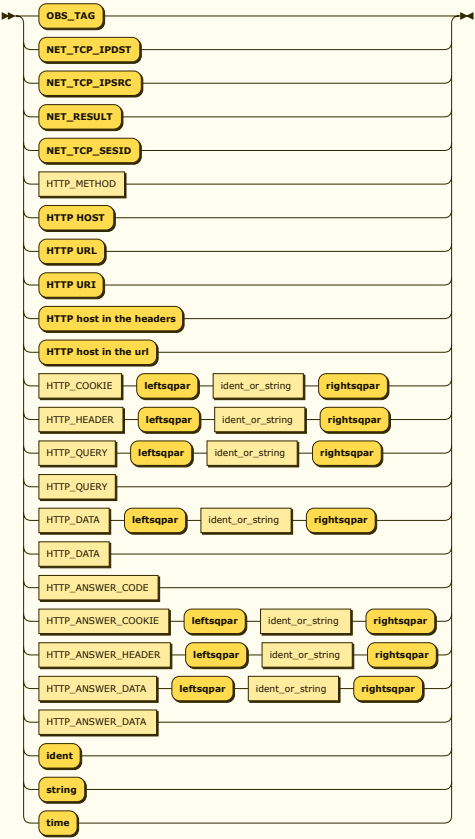 OBS_TAG
NET_TCP_IPDST
NET_TCP_IPSRC
NET_RESULT
NET_TCP_SESID
HTTP_METHOD
HTTP HOST
HTTP URL
HTTP URI
HTTP host in the headers
HTTP host in the url
HTTP_COOKIE leftsqpar ident_or_string rightsqpar
HTTP_HEADER leftsqpar ident_or_string rightsqpar
HTTP_QUERY leftsqpar ident_or_string rightsqpar
HTTP_QUERY
HTTP_DATA leftsqpar ident_or_string rightsqpar
HTTP_DATA
HTTP_ANSWER_CODE
HTTP_ANSWER_COOKIE leftsqpar ident_or_string rightsqpar
HTTP_ANSWER_HEADER leftsqpar ident_or_string rightsqpar
HTTP_ANSWER_DATA leftsqpar ident_or_string rightsqpar
HTTP_ANSWER_DATA
ident
string
time